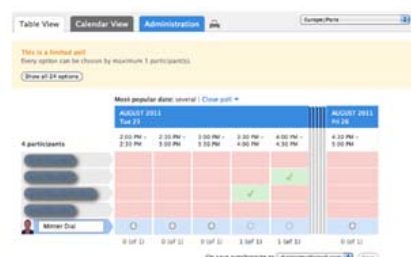 Table View Calendar View Administration Europe/Paris
This is a limited poll
Every option can be chosen by maximum 1 participant(s).
Show all 24 options
Most popular date: several | Close poll
AUGUST 2011 AUGUST 2011
Tue 23 Fri 26
4 participants 2:00 PM – 2:30 PM – 3:00 PM – 3:30 PM – 4:00 PM – 4:30 PM –
2:30 PM 3:00 PM 3:30 PM 4:00 PM 4:30 PM 5:00 PM
Minter Dial
0 (of 1) 0 (of 1) 0 (of 1) 1 (of 1) 1 (of 1) 0 (of 1)